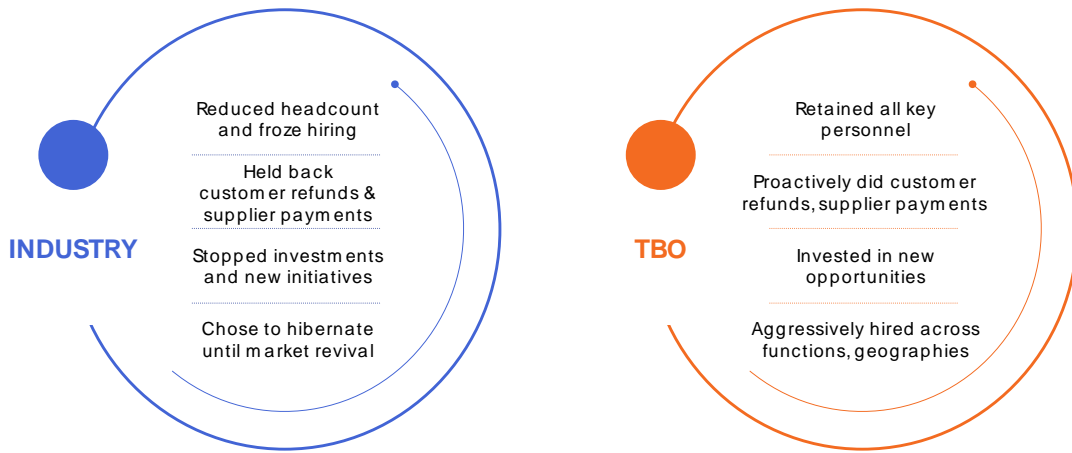 INDUSTRY
Reduced headcount
and froze hiring
Held back
customer refunds &
supplier payments
Stopped investments
and new initiatives
Chose to hibernate
until market revival
TBO
Retained all key
personnel
Proactively did customer
refunds, supplier payments
Invested in new
opportunities
Aggressively hired across
functions, geographies